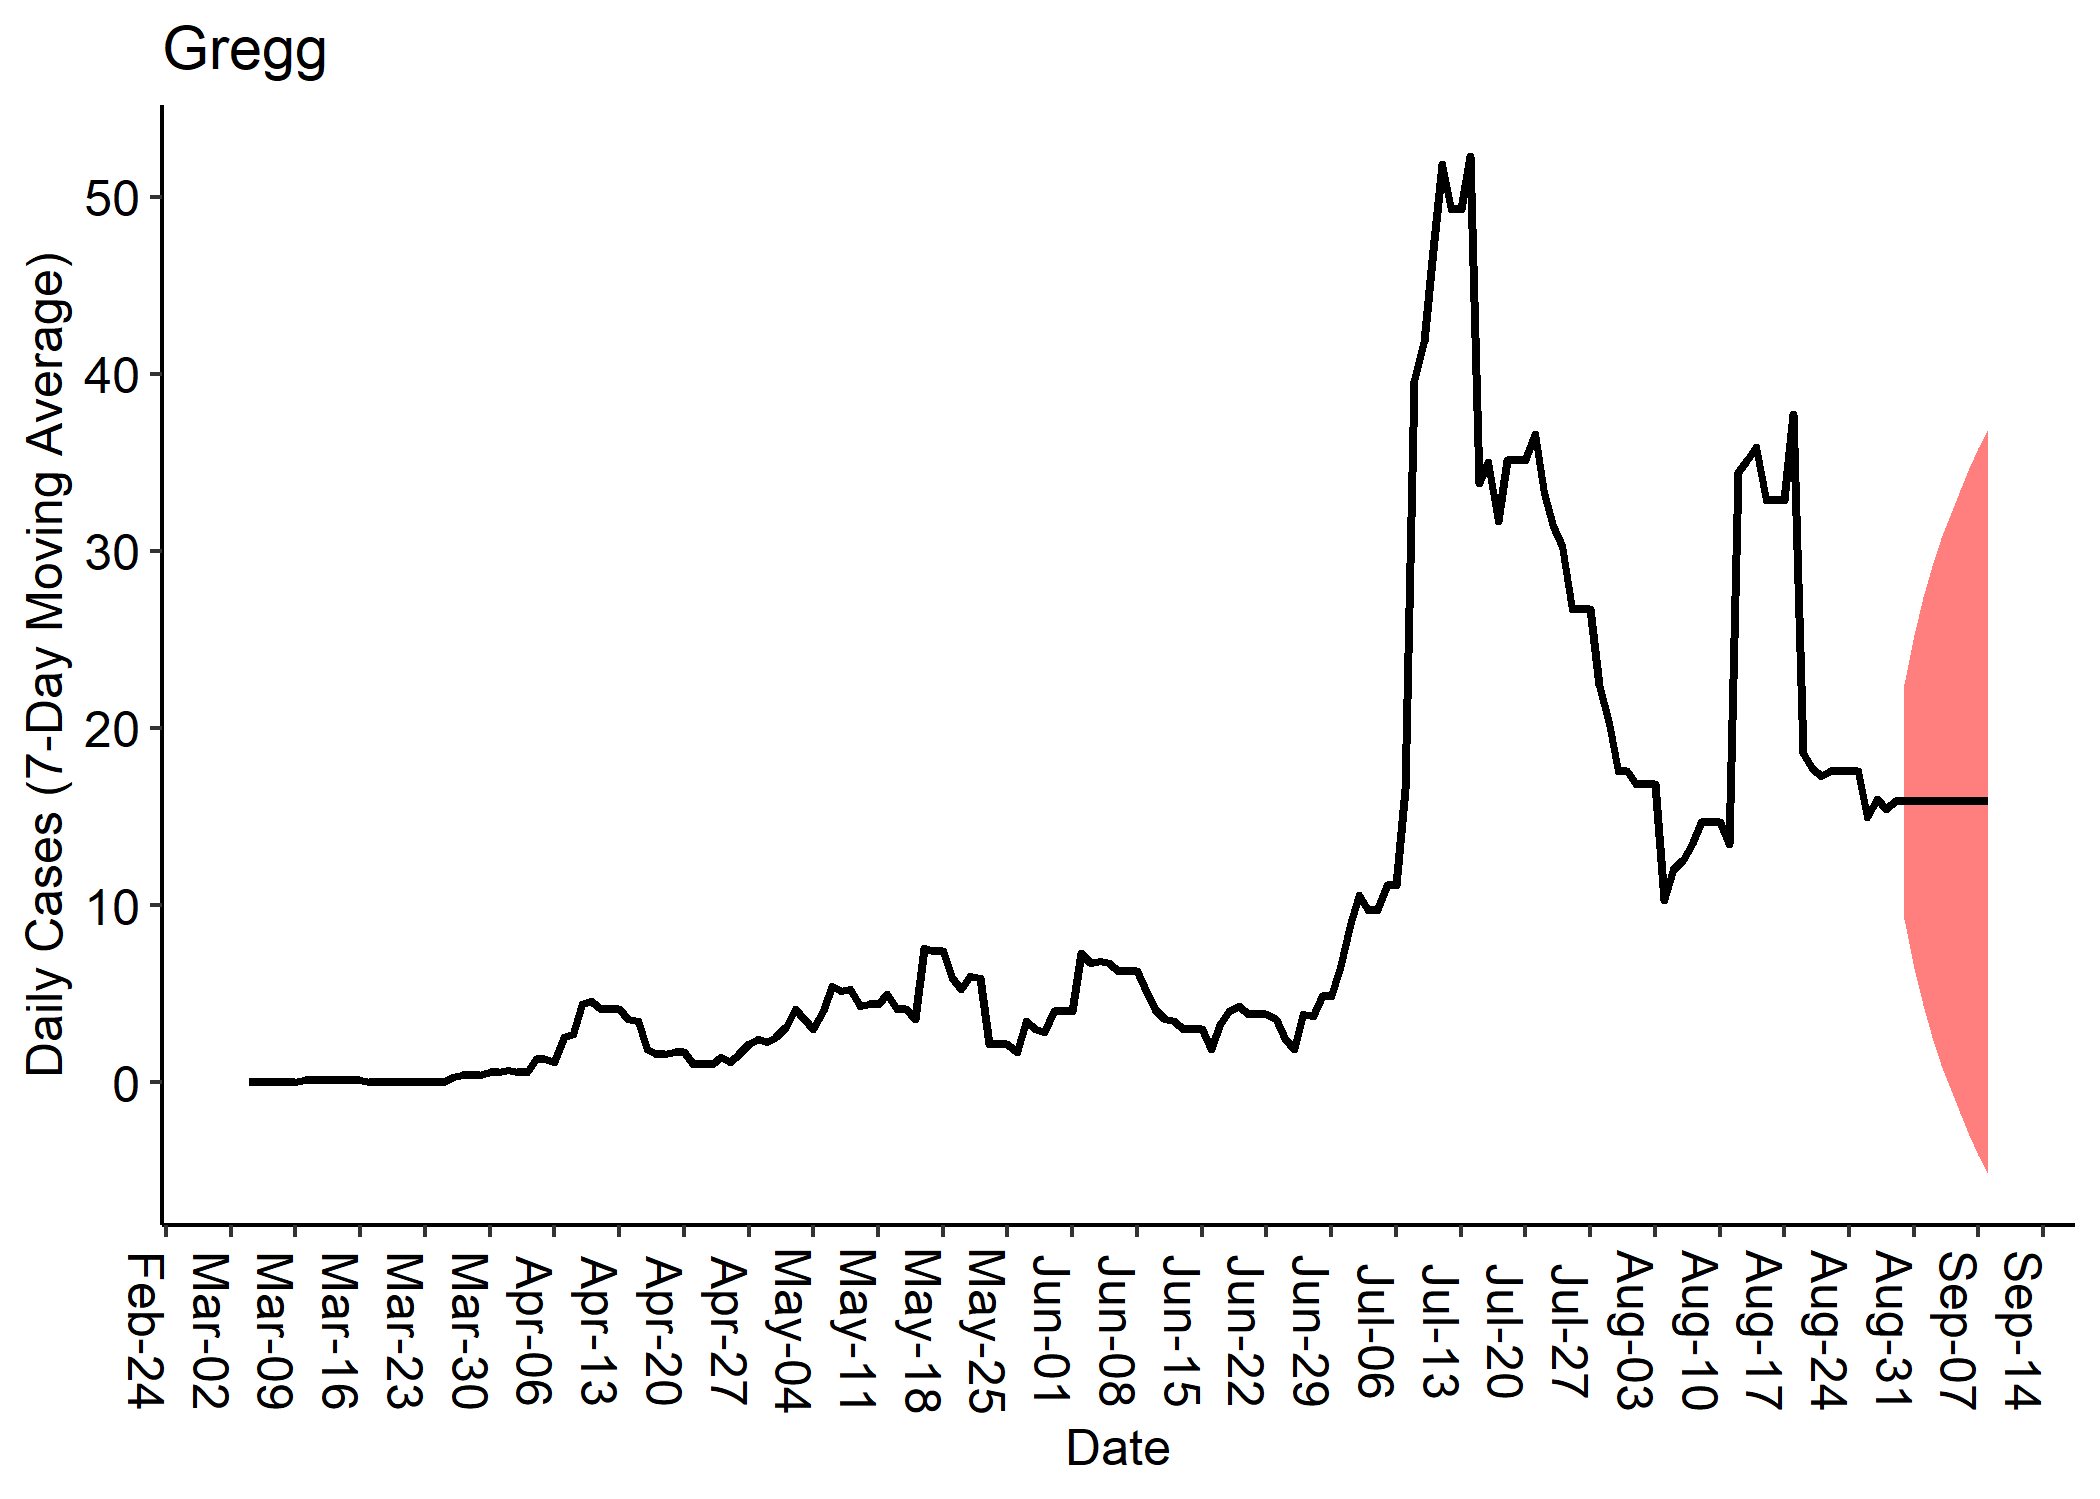 Gregg
Daily Cases (7-Day Moving Average)
50
40
30
20
10
0
Feb-24
Mar-02
Mar-09
Mar-16
Mar-23
Mar-30
Apr-06
Apr-13
Apr-20
Apr-27
May-04
May-11
May-18
May-25
Jun-01
Jun-08
Jun-15
Jun-22
Jun-29
Jul-06
Jul-13
Jul-20
Jul-27
Aug-03
Aug-10
Aug-17
Aug-24
Aug-31
Sep-07
Sep-14
Date